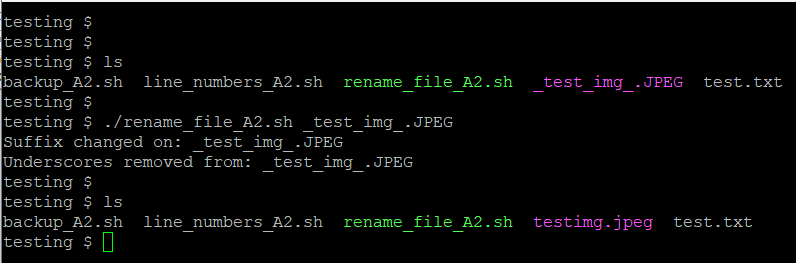 testing $
testing $
testing $ ls
backup_A2.sh  line_numbers_A2.sh  rename_file_A2.sh  _test_img_.JPEG  test.txt
testing $
testing $ ./rename_file_A2.sh _test_img_.JPEG
Suffix changed on: _test_img_.JPEG
Underscores removed from: _test_img_.JPEG
testing $
testing $ ls
backup_A2.sh  line_numbers_A2.sh  rename_file_A2.sh  testimg.jpeg  test.txt
testing $